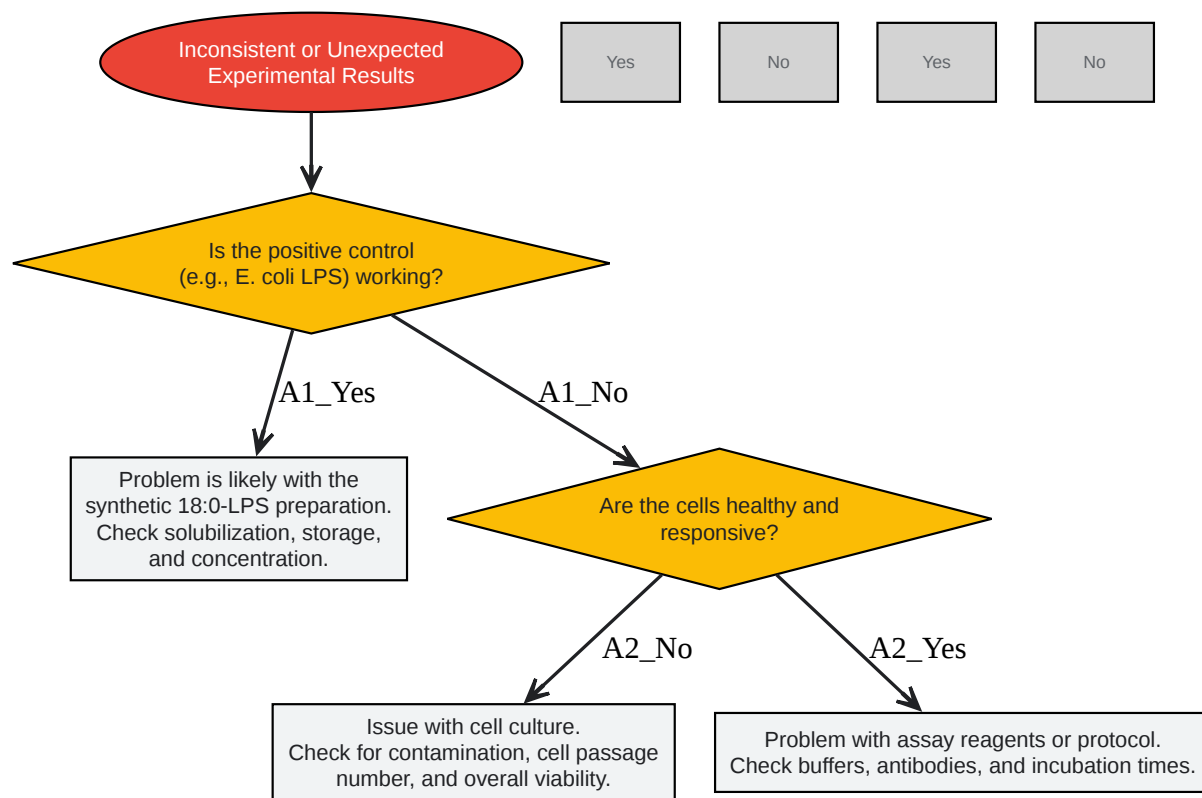 Inconsistent or Unexpected
Experimental Results
Yes
No
Yes
No
Is the positive control
(e.g., E. coli LPS) working?
A1_Yes
A1_No
Problem is likely with the
synthetic 18:0-LPS preparation.
Check solubilization, storage,
and concentration.
Are the cells healthy and
responsive?
A2_No
A2_Yes
Issue with cell culture.
Check for contamination, cell passage
number, and overall viability.
Problem with assay reagents or protocol.
Check buffers, antibodies, and incubation times.